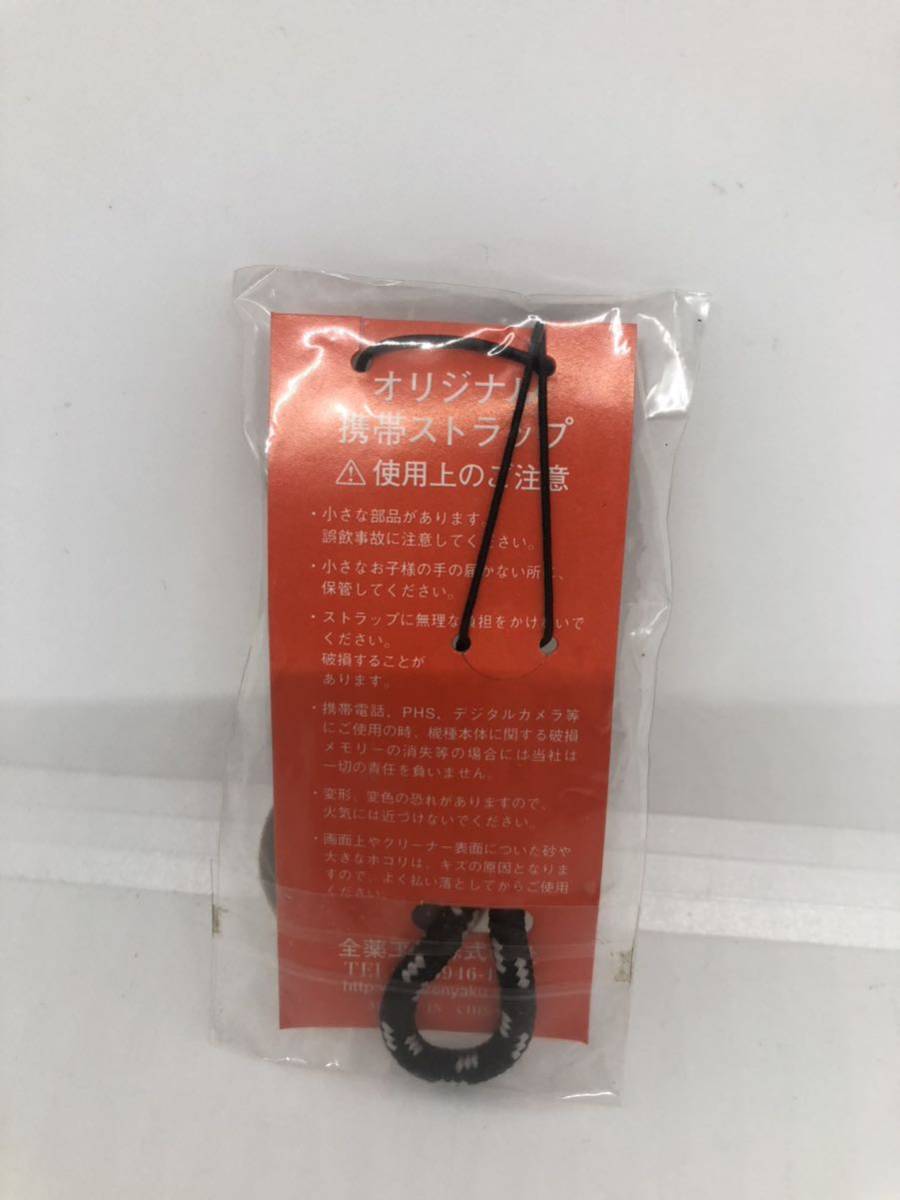 オリジナル
携帯ストラップ
⚠使用上のご注意
・小さな部品があります。
誤飲事故に注意してください。
・小さなお子様の手の届かない所に、
保管してください。
・ストラップに無理な負担をかけないで
ください。
破損することが
あります。
・携帯電話、PHS、デジタルカメラ等
にご使用の時、機種本体に関する破損
メモリーの消失等の場合には当社は
一切の責任を負いません。
・変形、変色の恐れがありますので、
火気には近づけないでください。
・画面上やクリーナー表面についた砂や
大きなホコリは、キズの原因となりま
すので、よく払い落としてからご使用
ください。
全薬工
TEL
http
IN